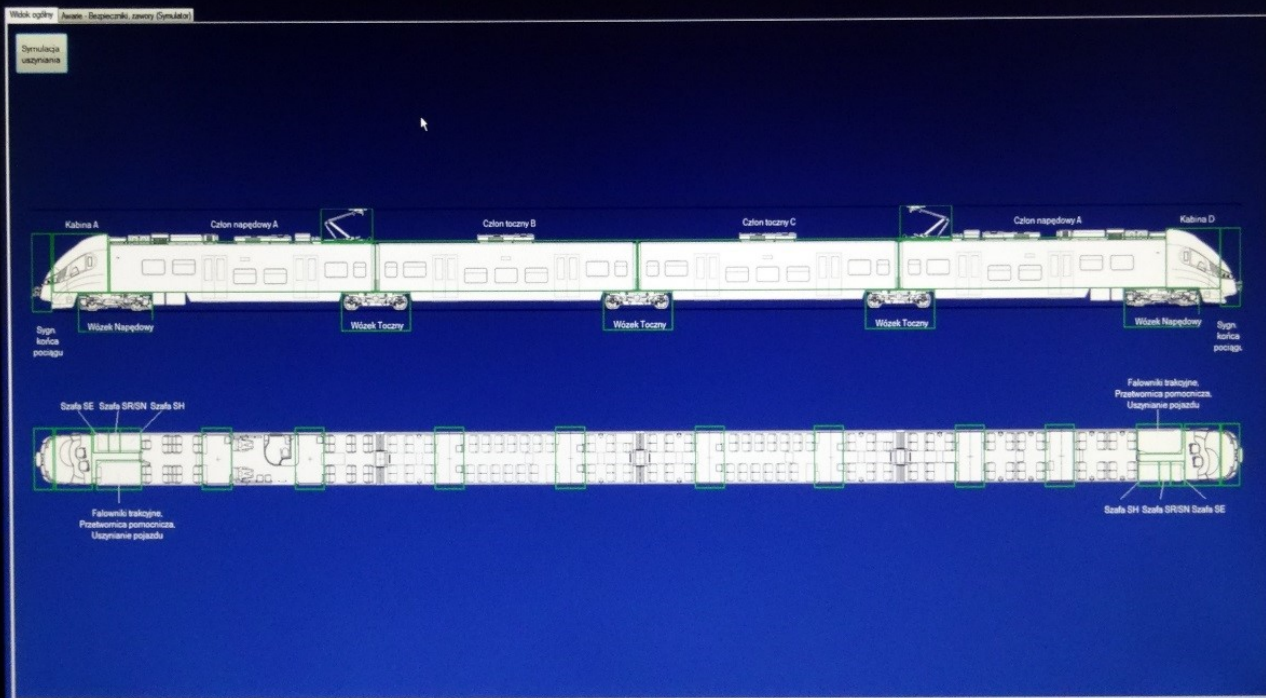 Widok ogólny
Awarie - Bezpieczniki, zawory (Symulator)
Symulacja
uszyniania
Kabina A
Człon napędowy A
Człon toczny B
Człon toczny C
Człon napędowy A
Kabina D
Wózek Napędowy
Wózek Toczny
Wózek Toczny
Wózek Toczny
Wózek Napędowy
Sygn.
końca
pociągu
Sygn.
końca
pociągu
Falowniki trakcyjne,
Przetwornica pomocnicza,
Uszynianie pojazdu
Szafa SE Szafa SR/SN Szafa SH
Falowniki trakcyjne,
Przetwornica pomocnicza,
Uszynianie pojazdu
Szafa SH Szafa SR/SN Szafa SE